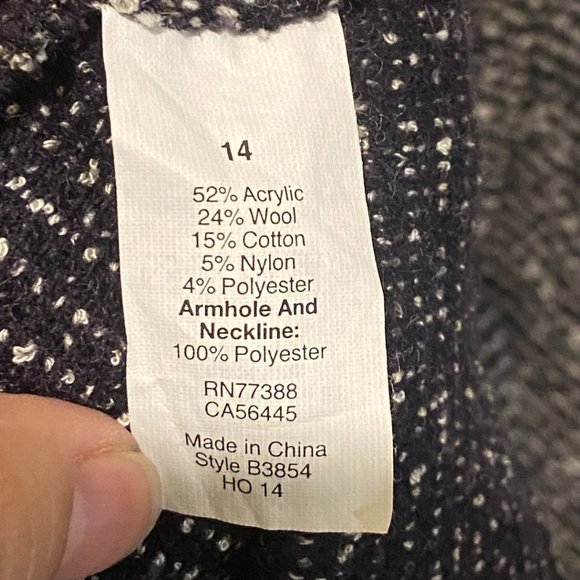 14
52% Acrylic
24% Wool
15% Cotton
5% Nylon
4% Polyester
Armhole And
Neckline:
100% Polyester
RN77388
CA56445
Made in China
Style B3854
HO 14